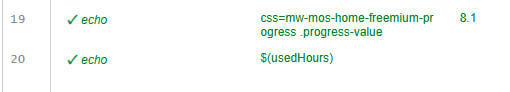 19 ✓ echo css=mw-mos-home-freemium-pr 8.1
ogress .progress-value
20 ✓ echo $(usedHours)